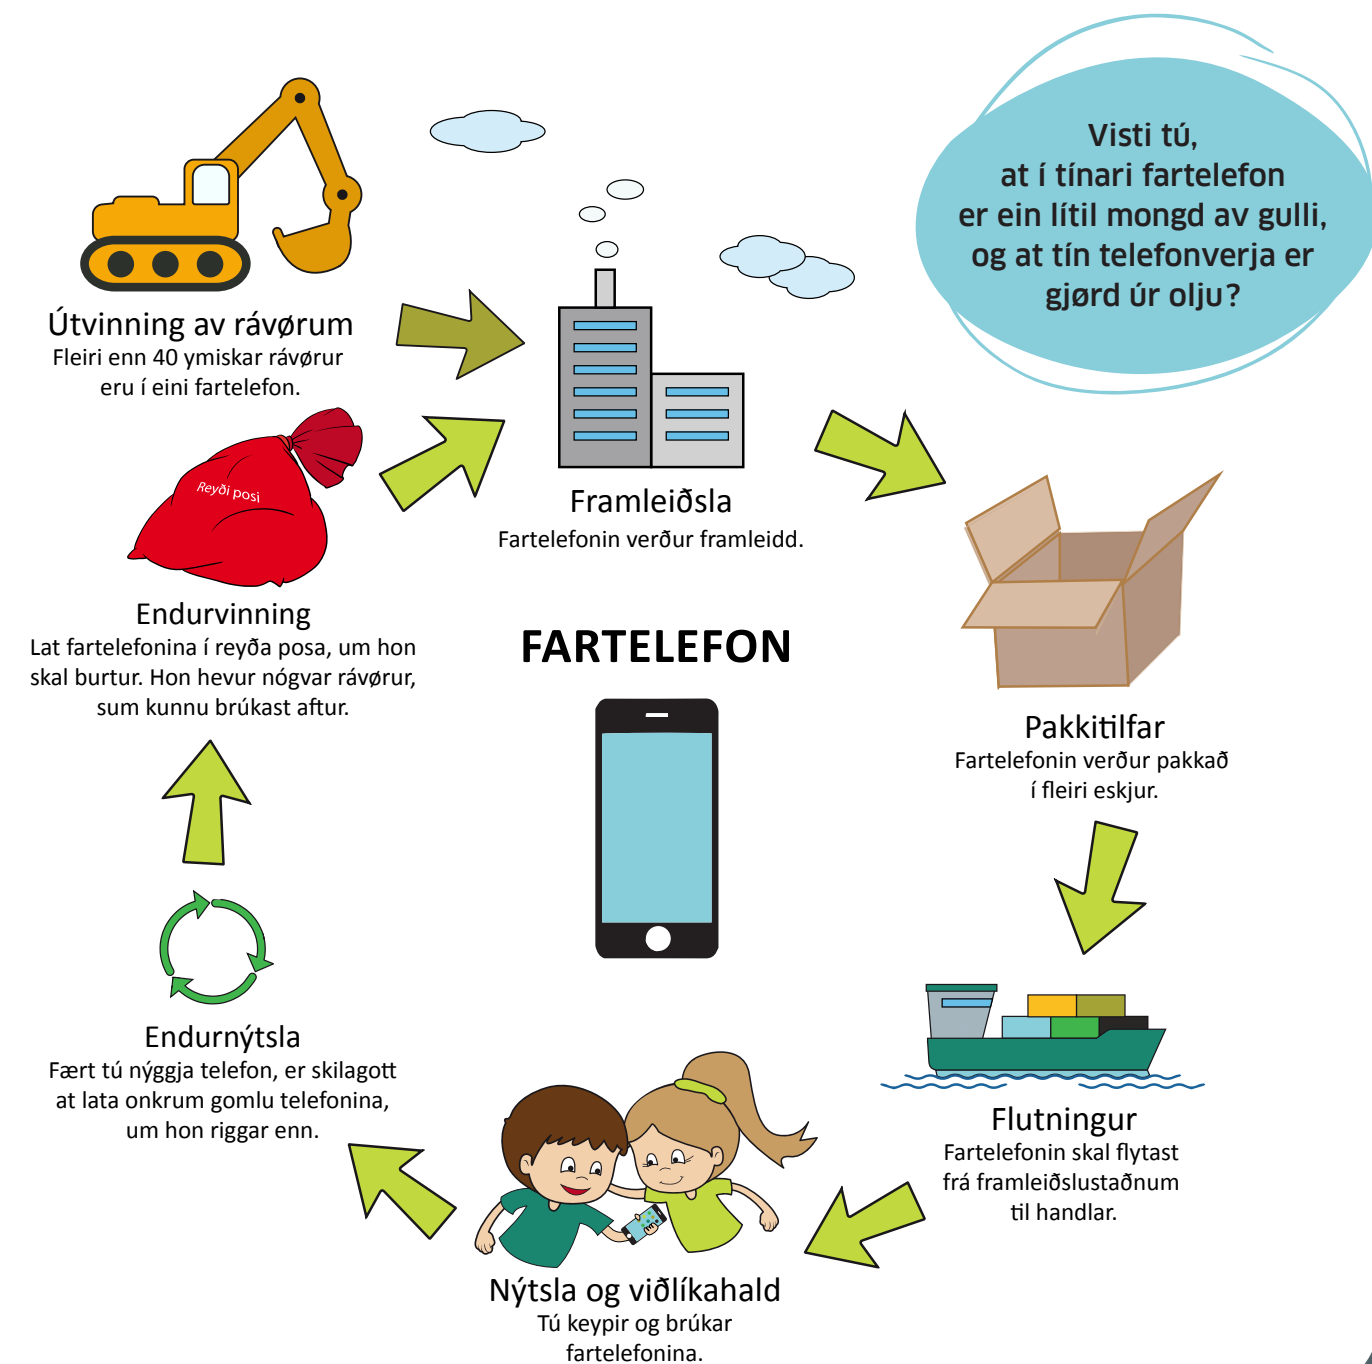 Visti tú,
at í tínari fartelefon
er ein lítil mongd av gulli,
og at tín telefonverja er
gjørd úr olju?
Útvinning av rávørum
Fleiri enn 40 ymiskar rávørur
eru í eini fartelefon.
Framleiðsla
Fartelefonin verður framleidd.
Pakkitilfar
Fartelefonin verður pakkað
í fleiri eskjur.
Flutningur
Fartelefonin skal flytast
frá framleiðslustaðnum
til handlar.
Nýtsla og viðlíkahald
Tú keypir og brúkar
fartelefonina.
Endurnýtsla
Fært tú nýggja telefon, er skilagott
at lata onkrum gomlu telefonina,
um hon riggar enn.
Reyði posi
Endurvinning
Lat fartelefonina í reyða posa, um hon
skal burtur. Hon hevur nógvar rávørur,
sum kunnu brúkast aftur.
FARTELEFON